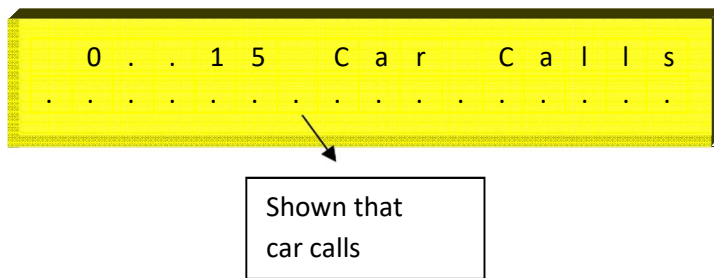 0 . . 1 5 C a r C a l l s
. . . . . . . . . . . . . . . .
Shown that
car calls